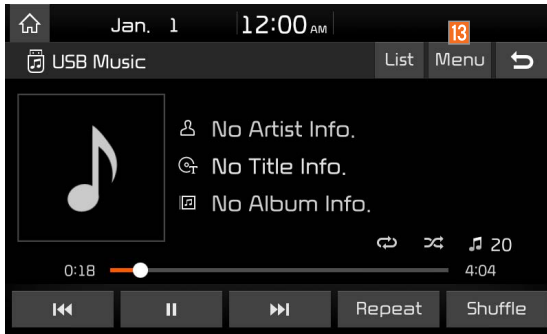 Jan. 1 12:00 AM
13
USB Music List Menu
No Artist Info.
No Title Info.
No Album Info.
20
0:18 4:04
Repeat Shuffle